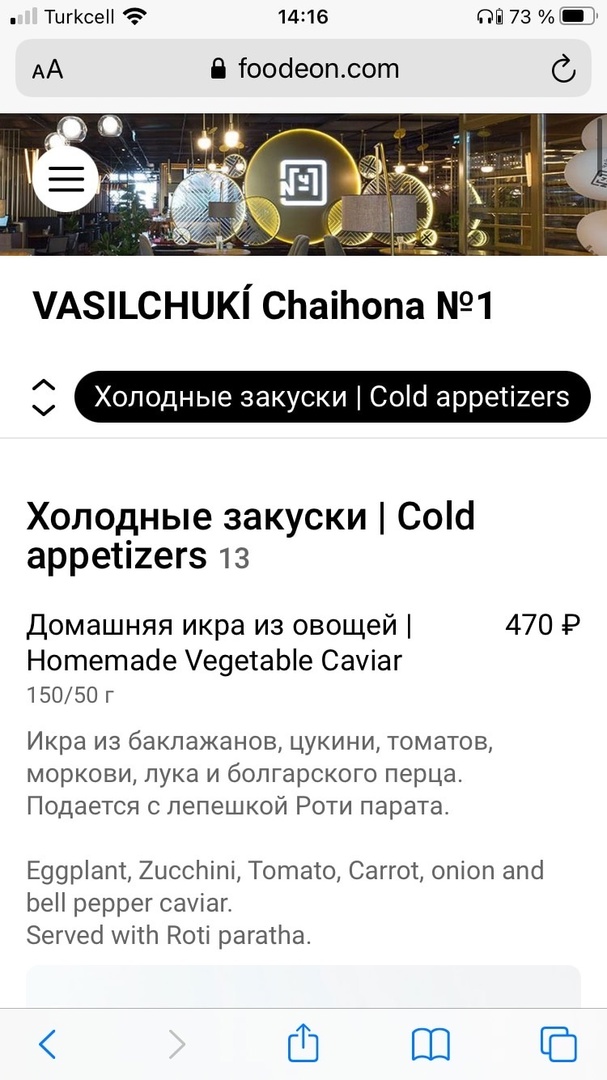 Turkcell 14:16 73 %
AA foodeon.com
№1
VASILCHUKÍ Chaihona №1
Холодные закуски | Cold appetizers
Холодные закуски | Cold
appetizers 13
Домашняя икра из овощей | 470 ₽
Homemade Vegetable Caviar
150/50 г
Икра из баклажанов, цукини, томатов,
моркови, лука и болгарского перца.
Подается с лепешкой Роти парата.
Eggplant, Zucchini, Tomato, Carrot, onion and
bell pepper caviar.
Served with Roti paratha.